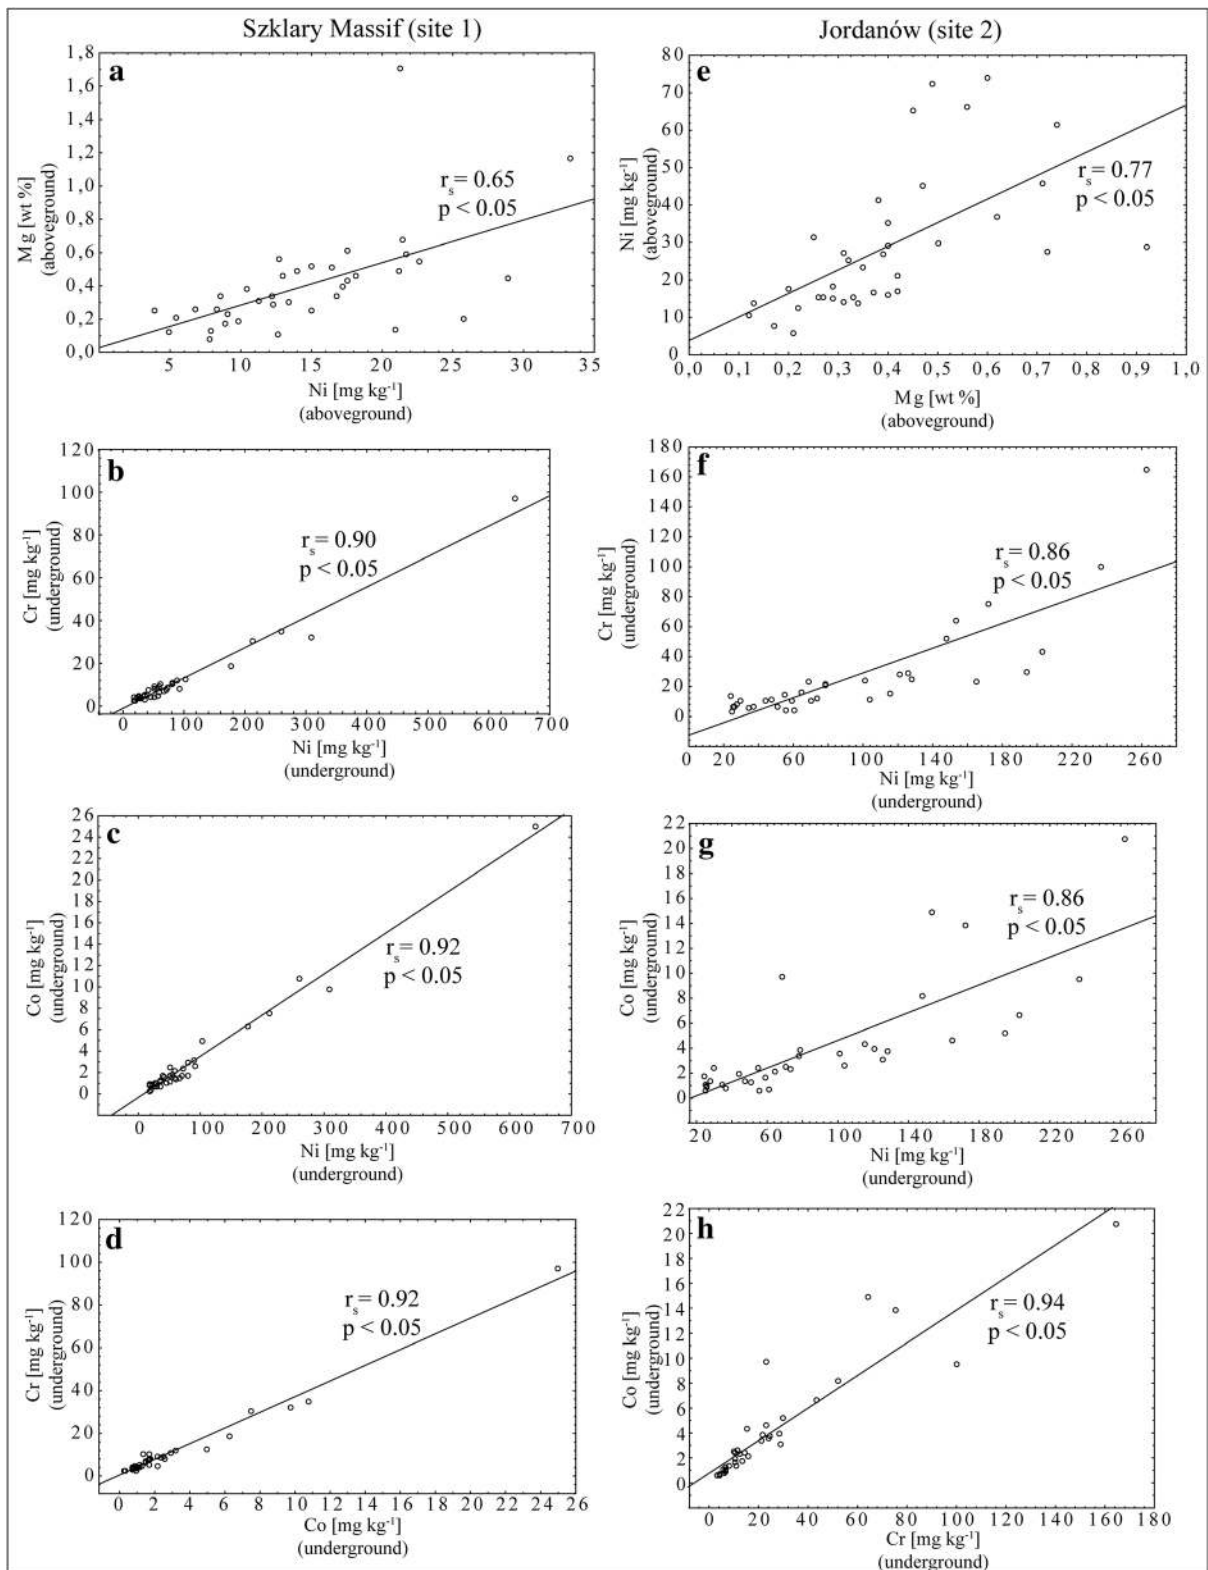 Szklary Massif (site 1)
Jordanów (site 2)
a
1,8
1,6
1,4
1,2
1,0
0,8
0,6
0,4
0,2
0,0
Mg [wt %]
(aboveground)
r_s = 0.65
p < 0.05
5 10 15 20 25 30 35
Ni [mg kg⁻¹]
(aboveground)
e
80
70
60
50
40
30
20
10
0
Ni [mg kg⁻¹]
(aboveground)
r_s = 0.77
p < 0.05
0,0 0,1 0,2 0,3 0,4 0,5 0,6 0,7 0,8 0,9 1,0
Mg [wt %]
(aboveground)
b
120
100
80
60
40
20
0
Cr [mg kg⁻¹]
(underground)
r_s = 0.90
p < 0.05
0 100 200 300 400 500 600 700
Ni [mg kg⁻¹]
(underground)
f
180
160
140
120
100
80
60
40
20
0
Cr [mg kg⁻¹]
(underground)
r_s = 0.86
p < 0.05
20 60 100 140 180 220 260
Ni [mg kg⁻¹]
(underground)
c
26
24
22
20
18
16
14
12
10
8
6
4
2
0
Co [mg kg⁻¹]
(underground)
r_s = 0.92
p < 0.05
0 100 200 300 400 500 600 700
Ni [mg kg⁻¹]
(underground)
g
22
20
18
16
14
12
10
8
6
4
2
0
Co [mg kg⁻¹]
(underground)
r_s = 0.86
p < 0.05
20 60 100 140 180 220 260
Ni [mg kg⁻¹]
(underground)
d
120
100
80
60
40
20
0
Cr [mg kg⁻¹]
(underground)
r_s = 0.92
p < 0.05
0 2 4 6 8 10 12 14 16 18 20 22 24 26
Co [mg kg⁻¹]
(underground)
h
22
20
18
16
14
12
10
8
6
4
2
0
Co [mg kg⁻¹]
(underground)
r_s = 0.94
p < 0.05
0 20 40 60 80 100 120 140 160 180
Cr [mg kg⁻¹]
(underground)